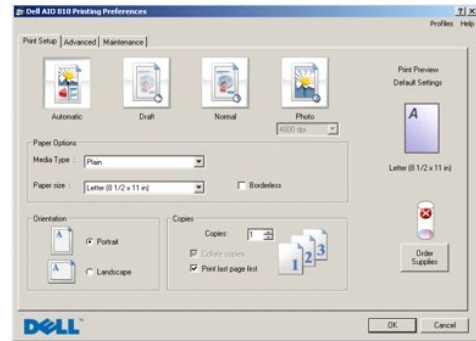 Dell AIO 810 Printing Preferences
? X
Profiles Help
Print Setup Advanced Maintenance
Automatic
Draft
Normal
Photo
4800 dpi
Print Preview
Default Settings
A
Letter (8 1/2 x 11 in)
Paper Options
Media Type :
Plain
Paper size :
Letter (8 1/2 x 11 in)
Borderless
Orientation
A
Portrait
A
Landscape
Copies
Copies:
1
Collate copies
Print last page first
1 2 3
Order
Supplies
DELL
OK
Cancel